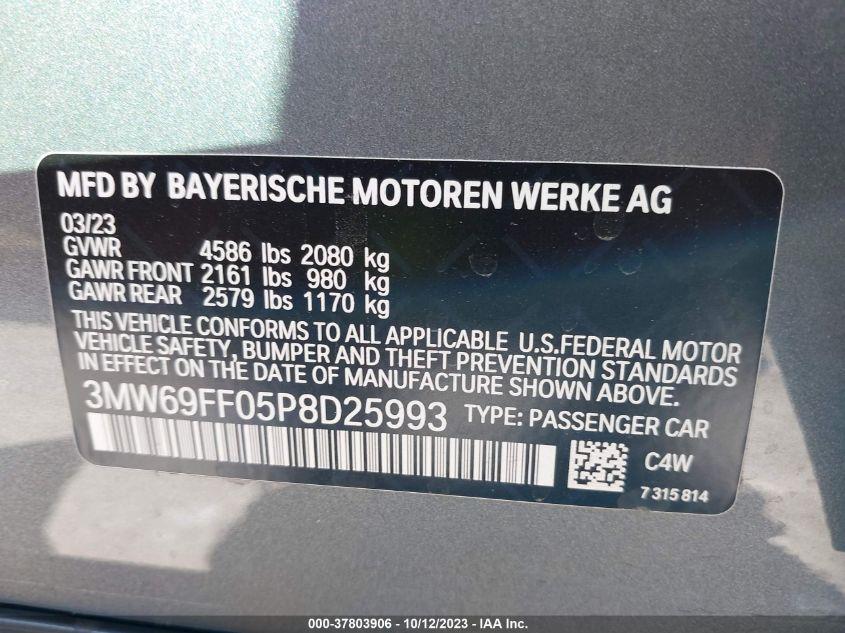 MFD BY BAYERISCHE MOTOREN WERKE AG
03/23
GVWR 4586 lbs 2080 kg
GAWR FRONT 2161 lbs 980 kg
GAWR REAR 2579 lbs 1170 kg
THIS VEHICLE CONFORMS TO ALL APPLICABLE U.S.FEDERAL MOTOR
VEHICLE SAFETY, BUMPER AND THEFT PREVENTION STANDARDS
IN EFFECT ON THE DATE OF MANUFACTURE SHOWN ABOVE.
3MW69FF05P8D25993 TYPE: PASSENGER CAR
C4W
7 315 814
000-37803906 - 10/12/2023 - IAA Inc.